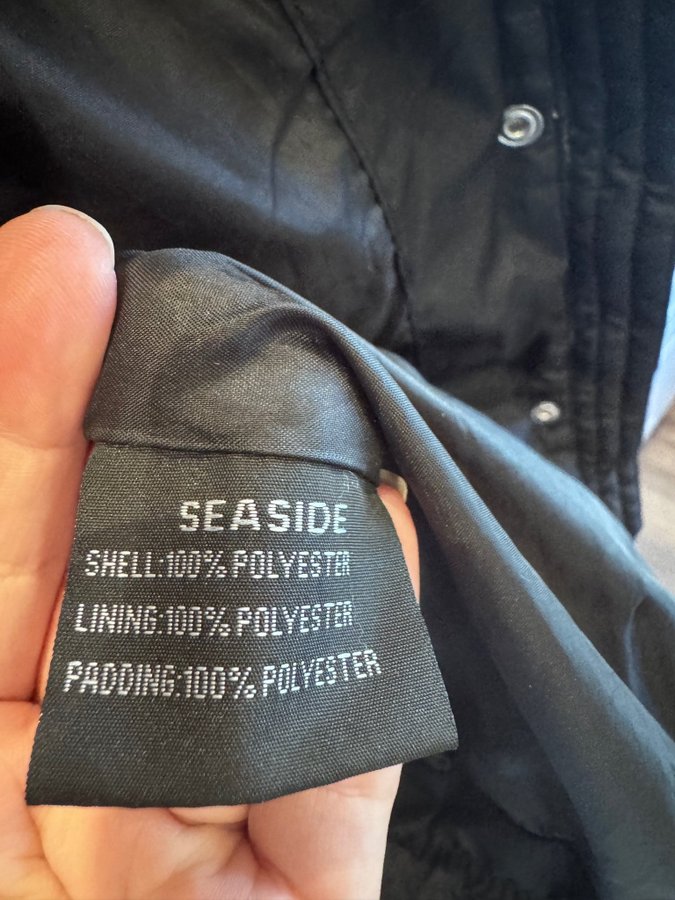 SEASIDE
SHELL:100% POLYESTER
LINING:100% POLYESTER
PADDING:100% POLYESTER